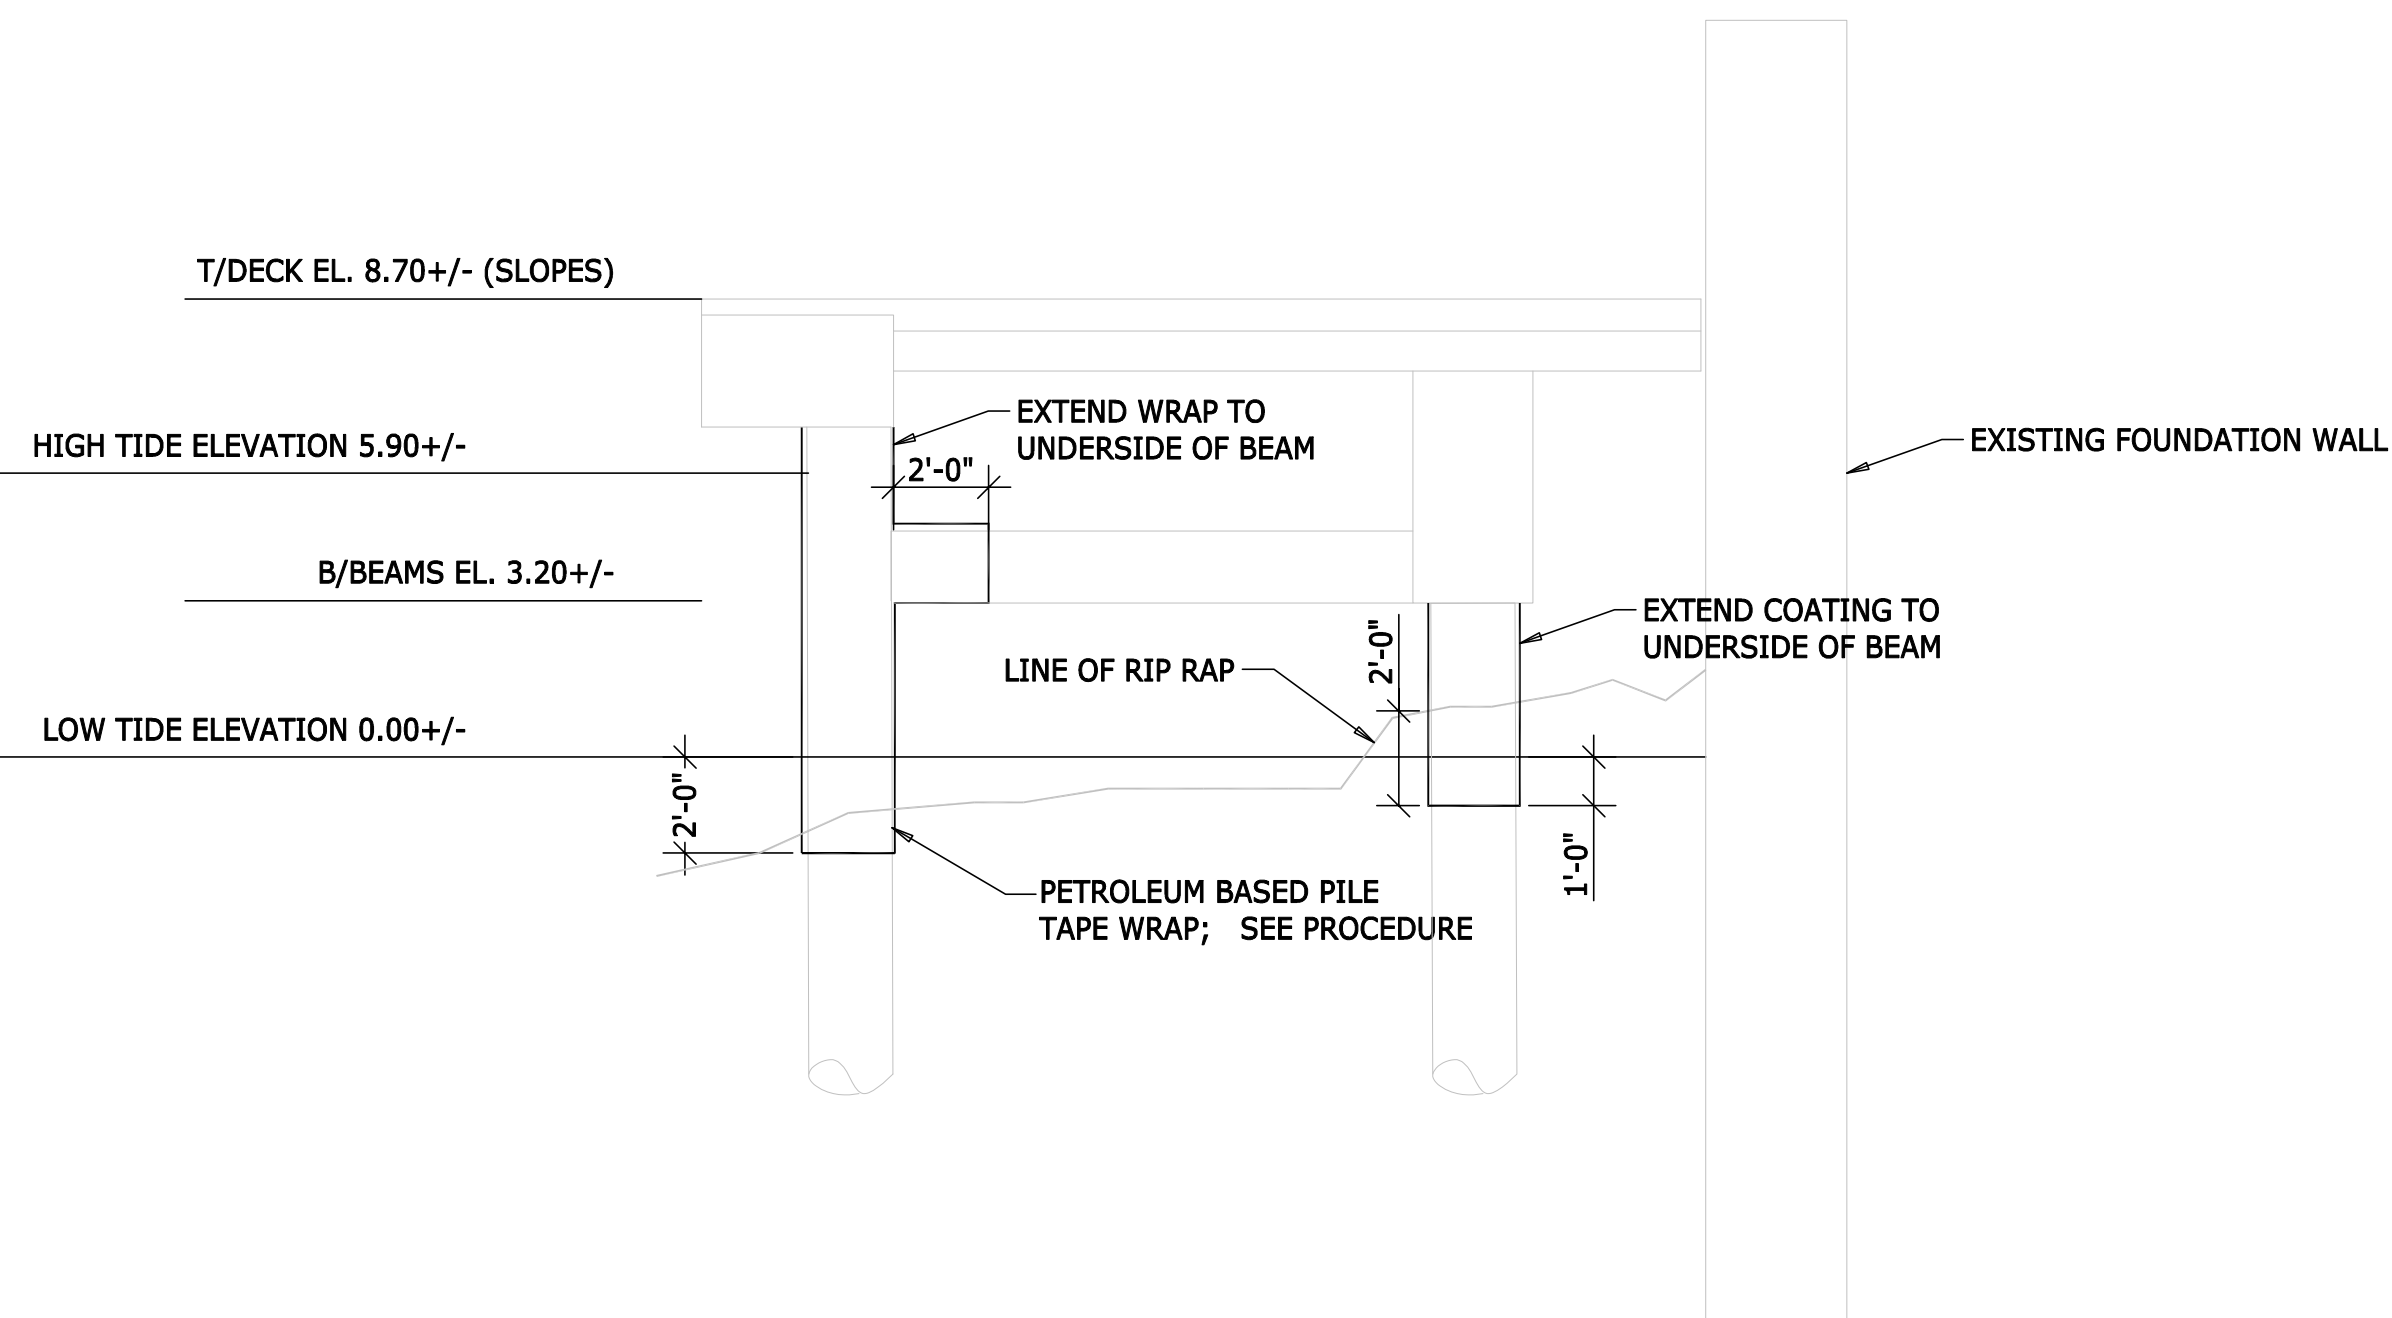 T/DECK EL. 8.70+/- (SLOPES)
EXTEND WRAP TO
UNDERSIDE OF BEAM
HIGH TIDE ELEVATION 5.90+/-
EXISTING FOUNDATION WALL
2'-0"
B/BEAMS EL. 3.20+/-
EXTEND COATING TO
UNDERSIDE OF BEAM
2'-0"
LINE OF RIP RAP
LOW TIDE ELEVATION 0.00+/-
2'-0"
1'-0"
PETROLEUM BASED PILE
TAPE WRAP;   SEE PROCEDURE